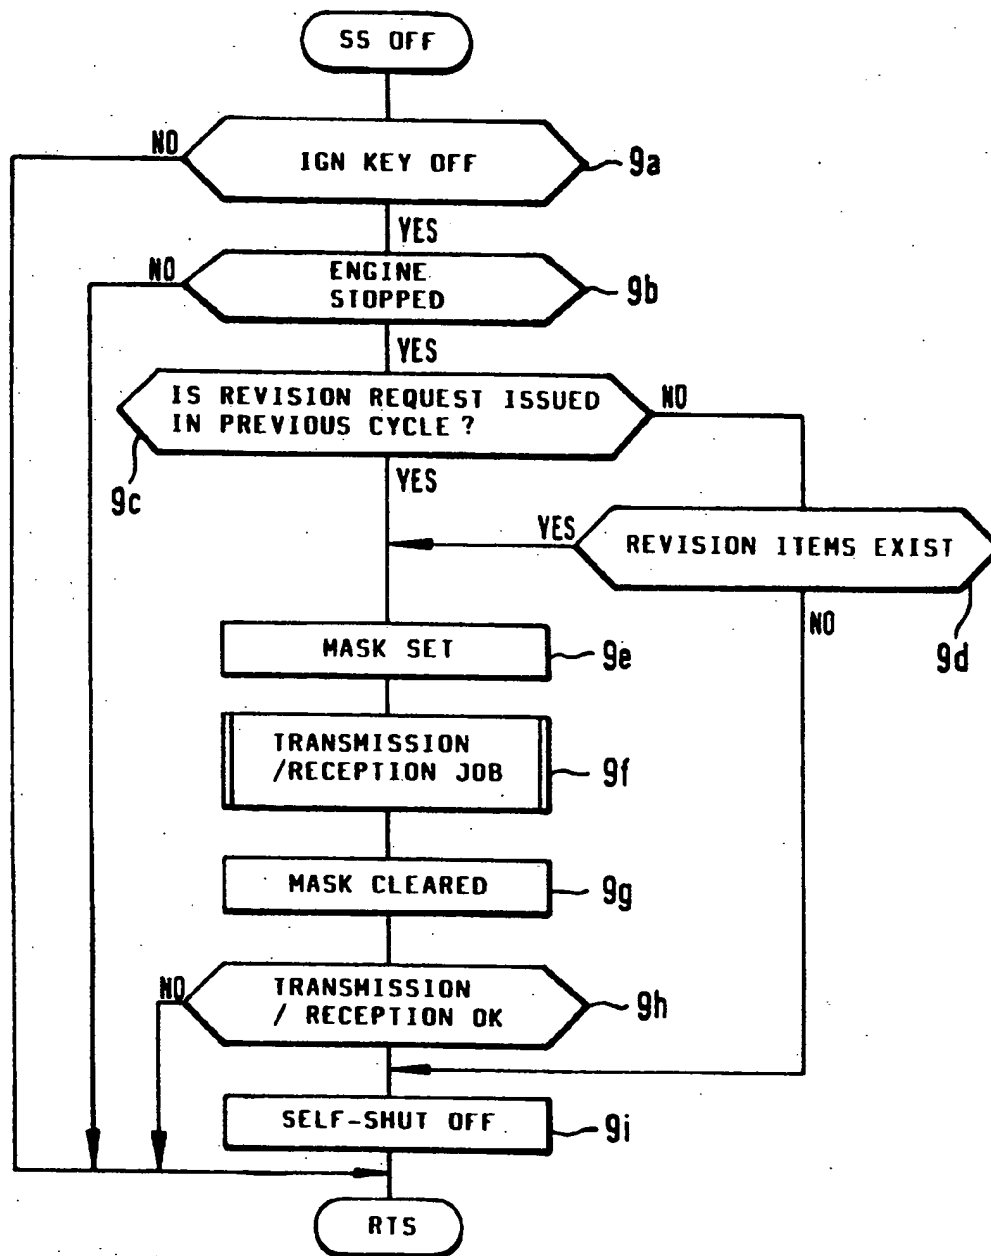 SS OFF
NO
IGN KEY OFF
9a
YES
NO
ENGINE
STOPPED
9b
YES
IS REVISION REQUEST ISSUED
IN PREVIOUS CYCLE?
NO
9c
YES
YES
REVISION ITEMS EXIST
NO
9d
MASK SET
9e
TRANSMISSION
/RECEPTION JOB
9f
MASK CLEARED
9g
NO
TRANSMISSION
/ RECEPTION OK
9h
SELF-SHUT OFF
9i
RTS